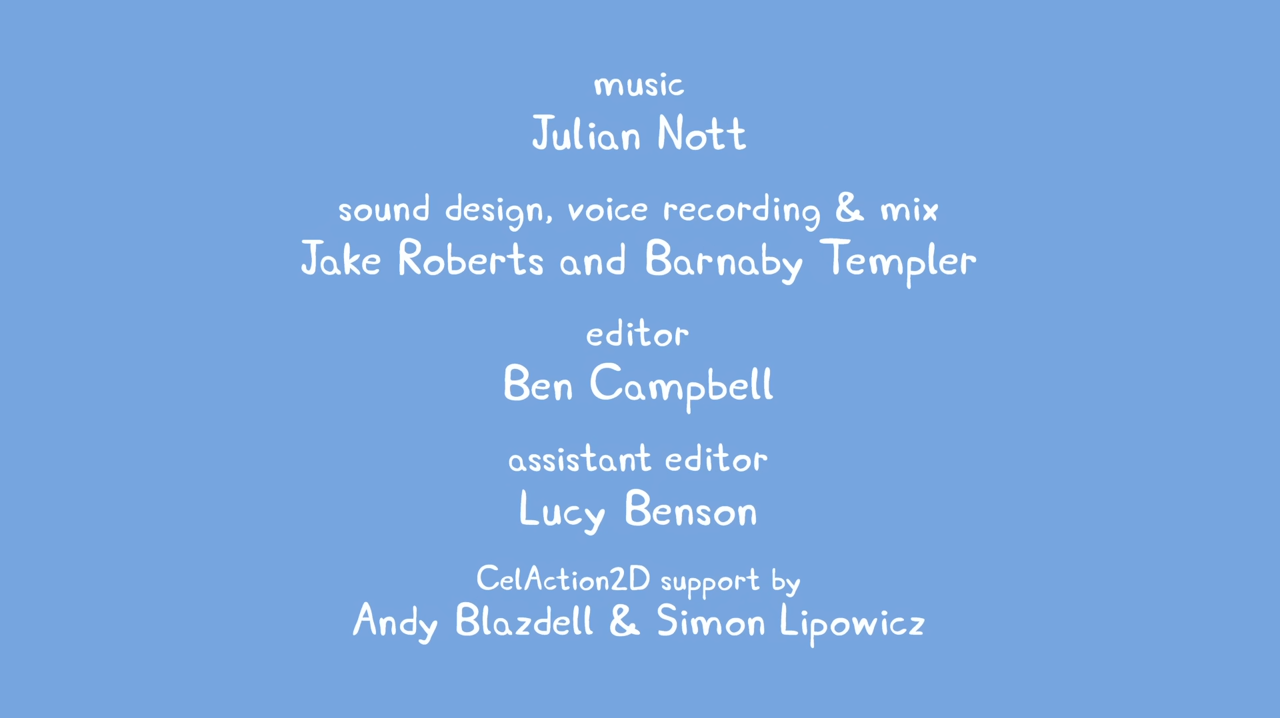 music
Julian Nott
sound design, voice recording & mix
Jake Roberts and Barnaby Templer
editor
Ben Campbell
assistant editor
Lucy Benson
CelAction2D support by
Andy Blazdell & Simon Lipowicz